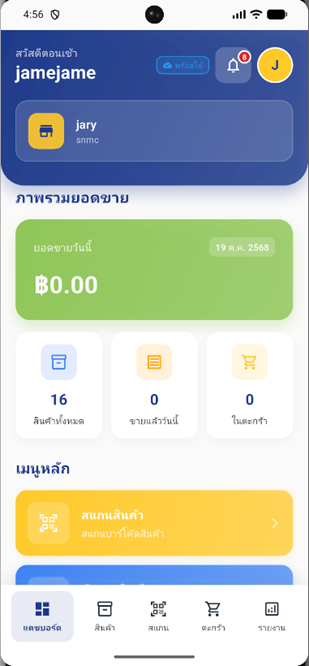 4:56
สวัสดีตอนเช้า
jamejame
พร้อมใช้
8
J
jary
snmc
ภาพรวมยอดขาย
ยอดขายวันนี้
19 ต.ค. 2568
฿0.00
16
0
0
สินค้าทั้งหมด
ขายแล้ววันนี้
ในตะกร้า
เมนูหลัก
สแกนสินค้า
สแกนบาร์โค้ดสินค้า
แดชบอร์ด
สินค้า
สแกน
ตะกร้า
รายงาน